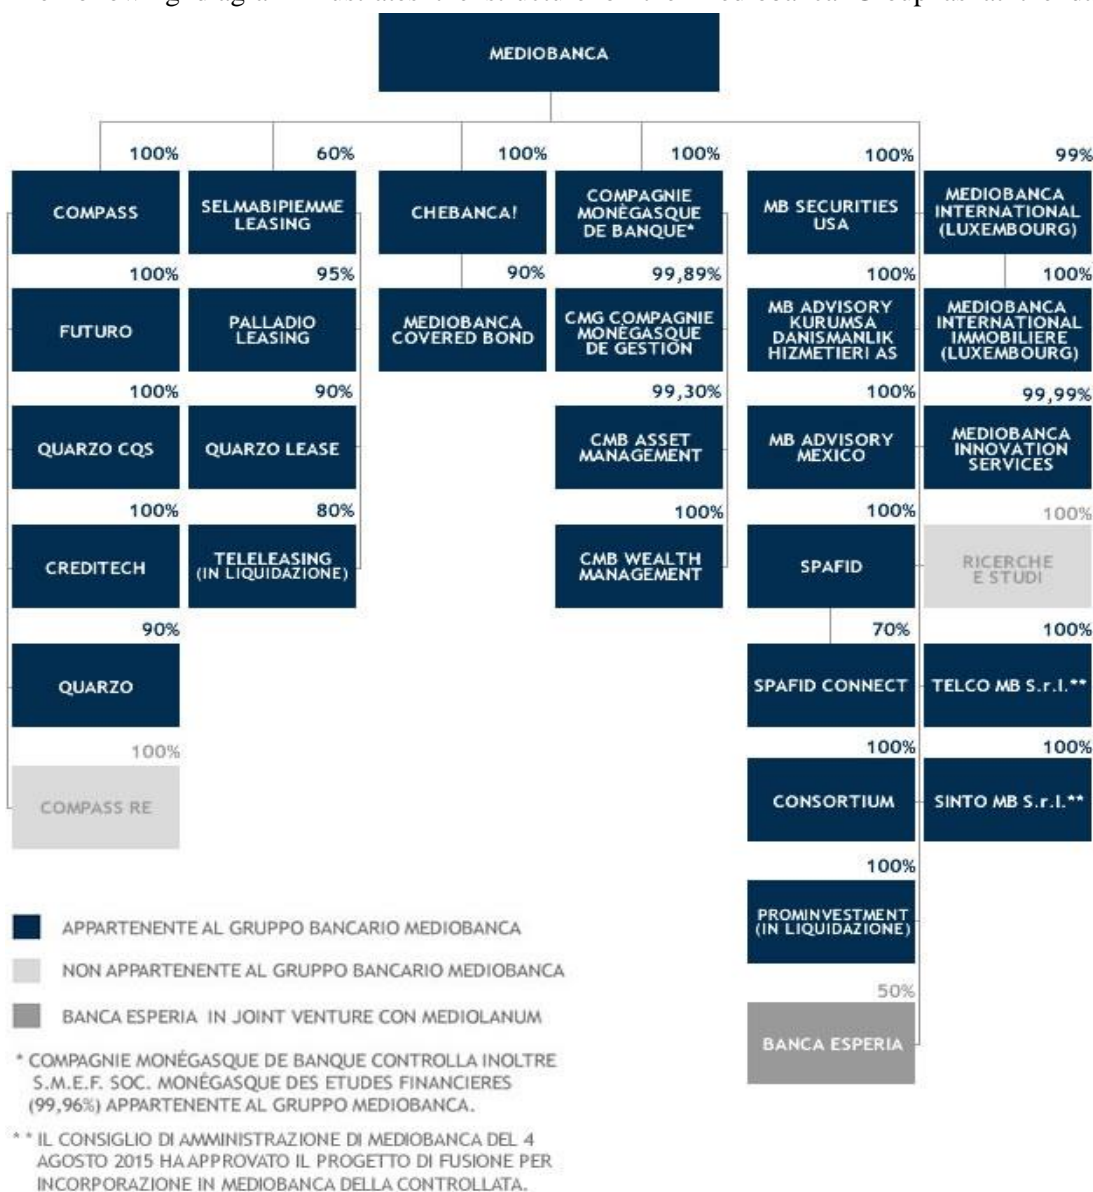 MEDIOBANCA
100%
60%
100%
100%
100%
99%
COMPASS
SELMABIPIEMME
LEASING
CHEBANCA!
COMPAGNIE
MONÈGASQUE
DE BANQUE*
MB SECURITIES
USA
MEDIOBANCA
INTERNATIONAL
(LUXEMBOURG)
100%
95%
90%
99,89%
100%
100%
FUTURO
PALLADIO
LEASING
MEDIOBANCA
COVERED BOND
CMG COMPAGNIE
MONÈGASQUE
DE GESTIÓN
MB ADVISORY
KURUMSA
DANISMANLIK
HIZMETIERI AS
MEDIOBANCA
INTERNATIONAL
IMMOBILIERE
(LUXEMBOURG)
100%
90%
99,30%
100%
99,99%
QUARZO CQS
QUARZO LEASE
CMB ASSET
MANAGEMENT
MB ADVISORY
MEXICO
MEDIOBANCA
INNOVATION
SERVICES
100%
80%
100%
100%
100%
CREDITECH
TELELEASING
(IN LIQUIDAZIONE)
CMB WEALTH
MANAGEMENT
SPAFID
RICERCHE
E STUDI
90%
70%
100%
QUARZO
SPAFID CONNECT
TELCO MB S.r.l.**
100%
100%
100%
COMPASS RE
CONSORTIUM
SINTO MB S.r.l.**
100%
PROMINVESTMENT
(IN LIQUIDAZIONE)
50%
BANCA ESPERIA
APPARTENENTE AL GRUPPO BANCARIO MEDIOBANCA
NON APPARTENENTE AL GRUPPO BANCARIO MEDIOBANCA
BANCA ESPERIA IN JOINT VENTURE CON MEDIOLANUM
* COMPAGNIE MONÉGASQUE DE BANQUE CONTROLLA INOLTRE
S.M.E.F. SOC. MONÉGASQUE DES ETUDES FINANCIERES
(99,96%) APPARTENENTE AL GRUPPO MEDIOBANCA.
** IL CONSIGLIO DI AMMINISTRAZIONE DI MEDIOBANCA DEL 4
AGOSTO 2015 HA APPROVATO IL PROGETTO DI FUSIONE PER
INCORPORAZIONE IN MEDIOBANCA DELLA CONTROLLATA.